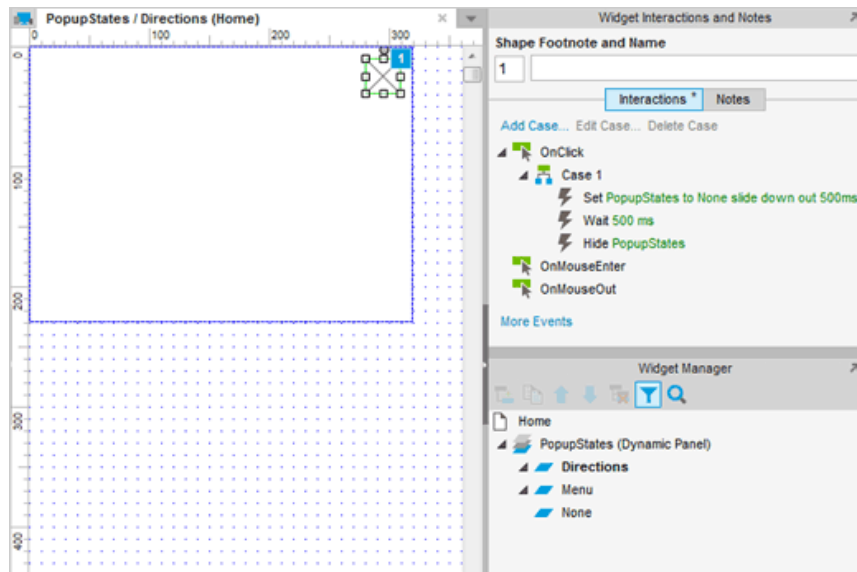 PopupStates / Directions (Home)
0 100 200 300
0
100
200
300
400
1
Widget Interactions and Notes
Shape Footnote and Name
1
Interactions * Notes
Add Case... Edit Case... Delete Case
OnClick
Case 1
Set PopupStates to None slide down out 500ms
Wait 500 ms
Hide PopupStates
OnMouseEnter
OnMouseOut
More Events
Widget Manager
Home
PopupStates (Dynamic Panel)
Directions
Menu
None